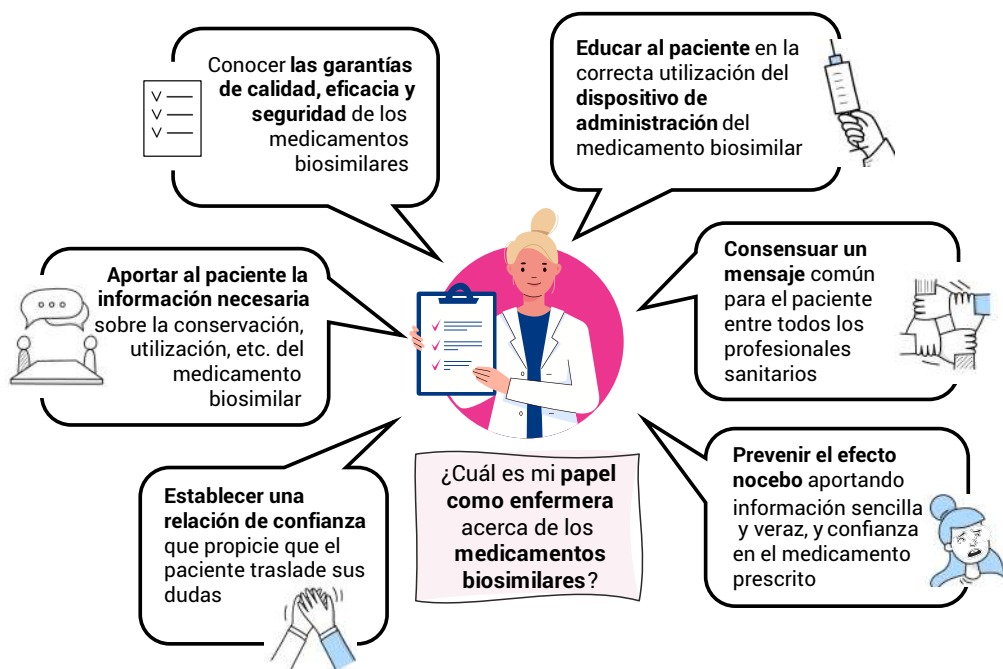 Conocer las garantías
de calidad, eficacia y
seguridad de los
medicamentos
biosimilares
Educar al paciente en la
correcta utilización del
dispositivo de
administración del
medicamento biosimilar
Aportar al paciente la
información necesaria
sobre la conservación,
utilización, etc. del
medicamento
biosimilar
Consensuar un
mensaje común
para el paciente
entre todos los
profesionales
sanitarios
Establecer una
relación de confianza
que propicie que el
paciente traslade sus
dudas
¿Cuál es mi papel
como enfermera
acerca de los
medicamentos
biosimilares?
Prevenir el efecto
nocebo aportando
información sencilla
y veraz, y confianza
en el medicamento
prescrito